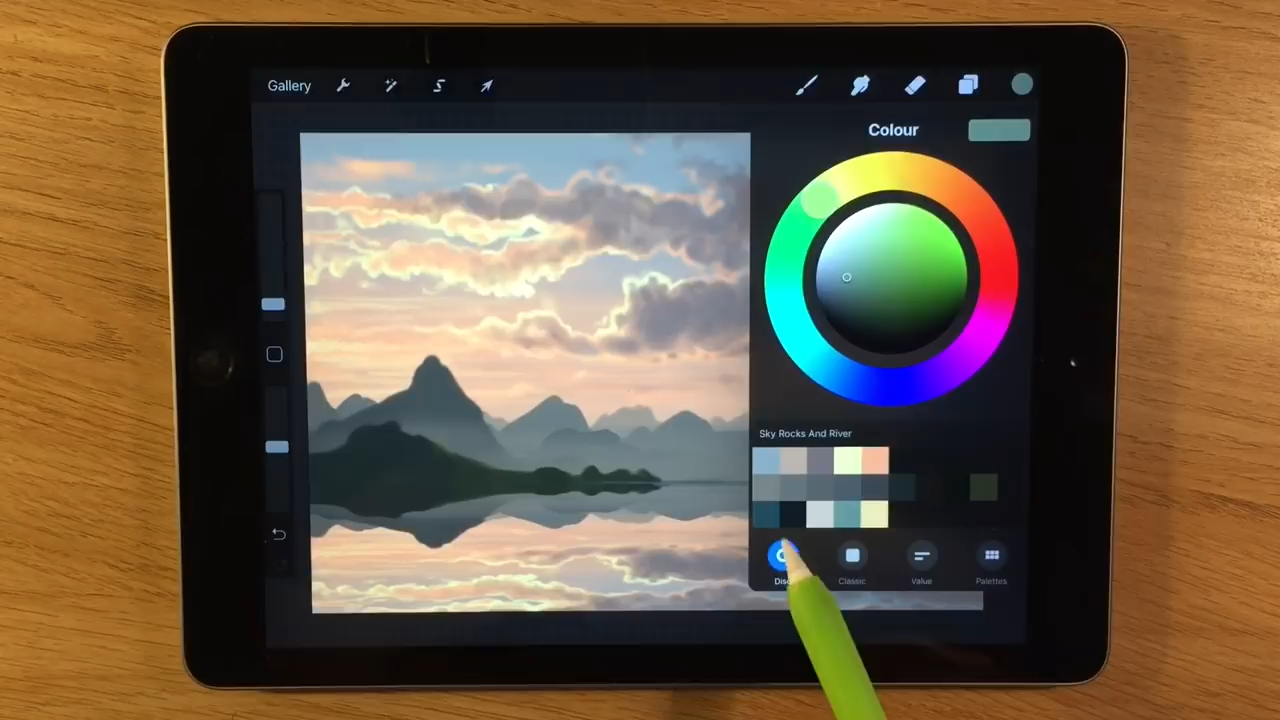 Gallery
Colour
Sky Rocks And River
Classic
Value
Palettes